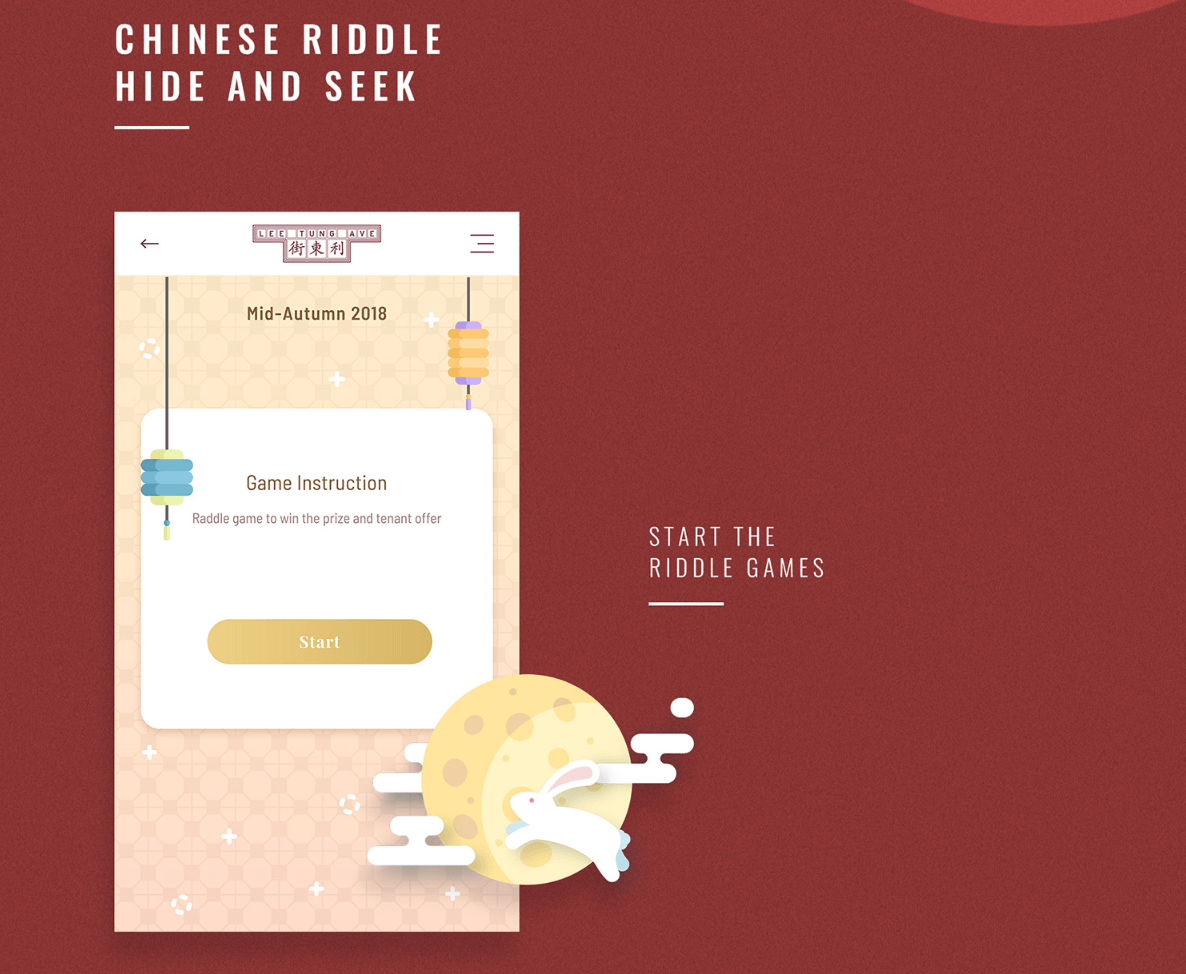 CHINESE RIDDLE
HIDE AND SEEK
LEE TUNG AVE
街東利
Mid-Autumn 2018
Game Instruction
Raddle game to win the prize and tenant offer
Start
START THE
RIDDLE GAMES